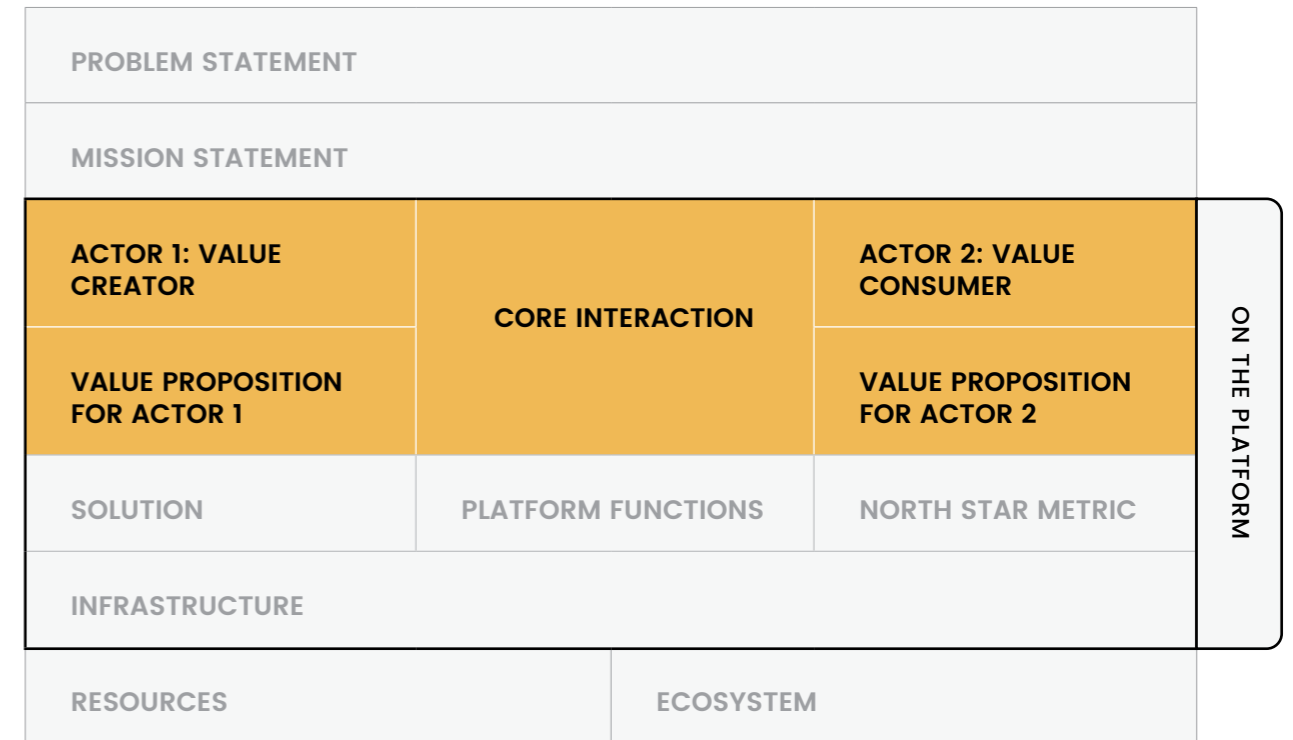 PROBLEM STATEMENT
MISSION STATEMENT
ACTOR 1: VALUE
CREATOR
CORE INTERACTION
ACTOR 2: VALUE
CONSUMER
VALUE PROPOSITION
FOR ACTOR 1
VALUE PROPOSITION
FOR ACTOR 2
ON THE PLATFORM
SOLUTION
PLATFORM FUNCTIONS
NORTH STAR METRIC
INFRASTRUCTURE
RESOURCES
ECOSYSTEM